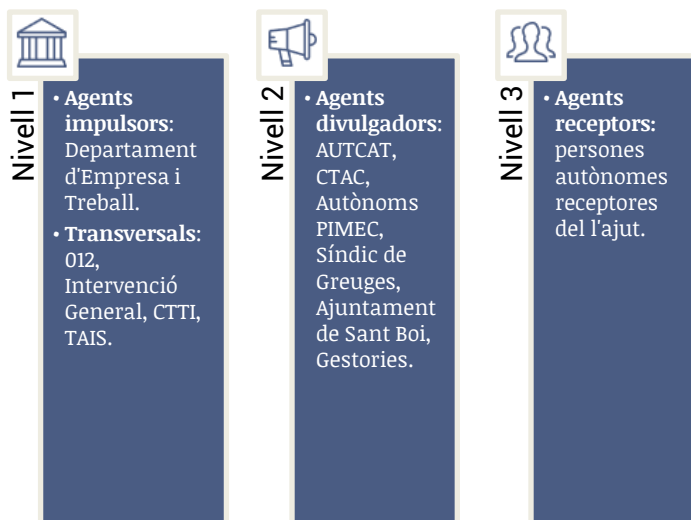 Nivell 1
• Agents
impulsors:
Departament
d'Empresa i
Treball.
• Transversals:
012,
Intervenció
General, CTTI,
TAIS.
Nivell 2
• Agents
divulgadors:
AUTCAT,
CTAC,
Autònoms
PIMEC,
Síndic de
Greuges,
Ajuntament
de Sant Boi,
Gestories.
Nivell 3
• Agents
receptors:
persones
autònomes
receptores
del l'ajut.